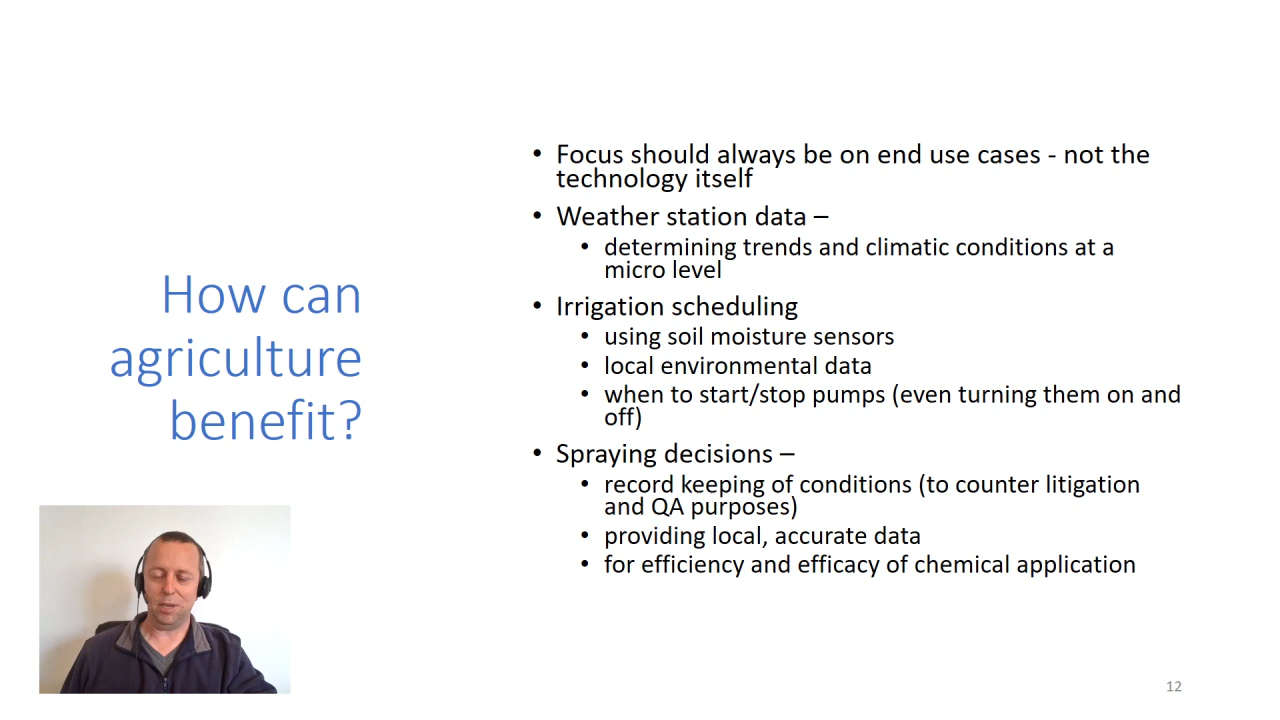 How can
agriculture
benefit?
• Focus should always be on end use cases - not the
technology itself
• Weather station data –
• determining trends and climatic conditions at a
micro level
• Irrigation scheduling
• using soil moisture sensors
• local environmental data
• when to start/stop pumps (even turning them on and
off)
• Spraying decisions –
• record keeping of conditions (to counter litigation
and QA purposes)
• providing local, accurate data
• for efficiency and efficacy of chemical application
12